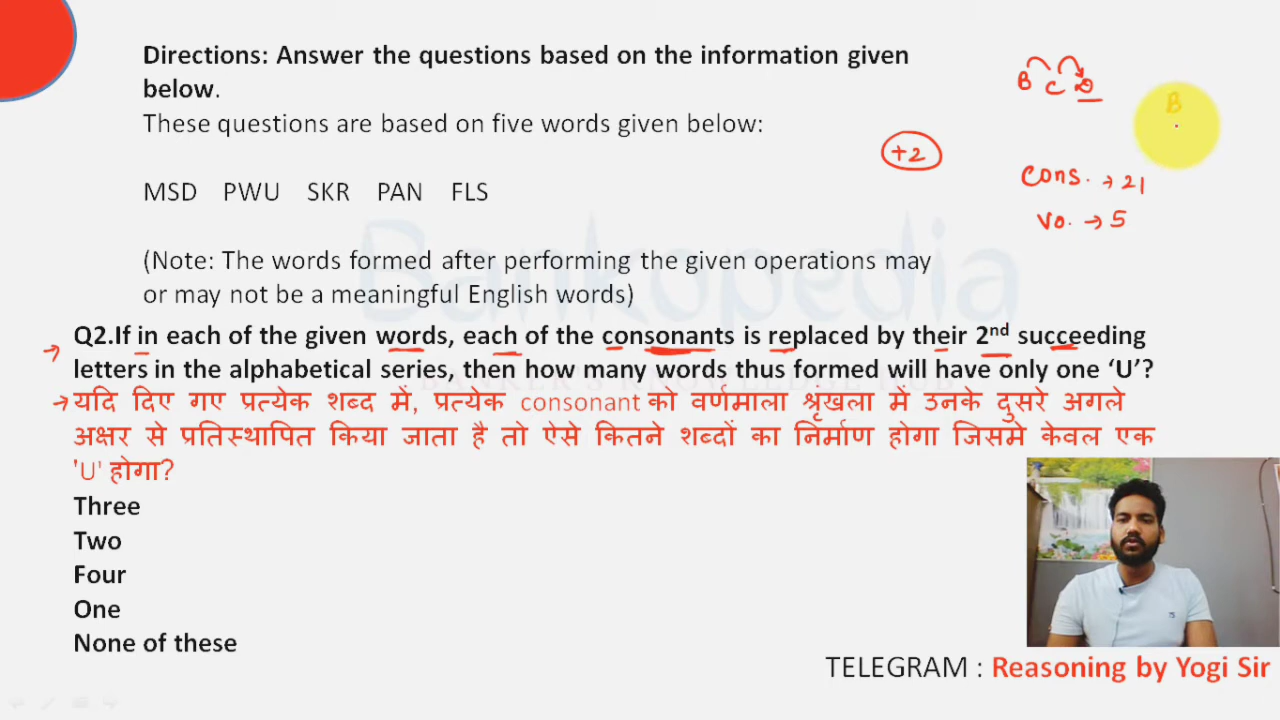 Directions: Answer the questions based on the information given
below.
These questions are based on five words given below:
MSD PWU SKR PAN FLS
(Note: The words formed after performing the given operations may
or may not be a meaningful English words)
Q2.If in each of the given words, each of the consonants is replaced by their 2nd succeeding
letters in the alphabetical series, then how many words thus formed will have only one ‘U’?
यदि दिए गए प्रत्येक शब्द में, प्रत्येक consonant को वर्णमाला श्रृखला में उनके दुसरे अगले
अक्षर से प्रतिस्थापित किया जाता है तो ऐसे कितने शब्दों का निर्माण होगा जिसमे केवल एक
'U' होगा?
Three
Two
Four
One
None of these
B C D
B
+2
Cons. → 21
Vo. → 5
Bankopedia
BANKER'S KNOWLEDGE HUB
TELEGRAM : Reasoning by Yogi Sir